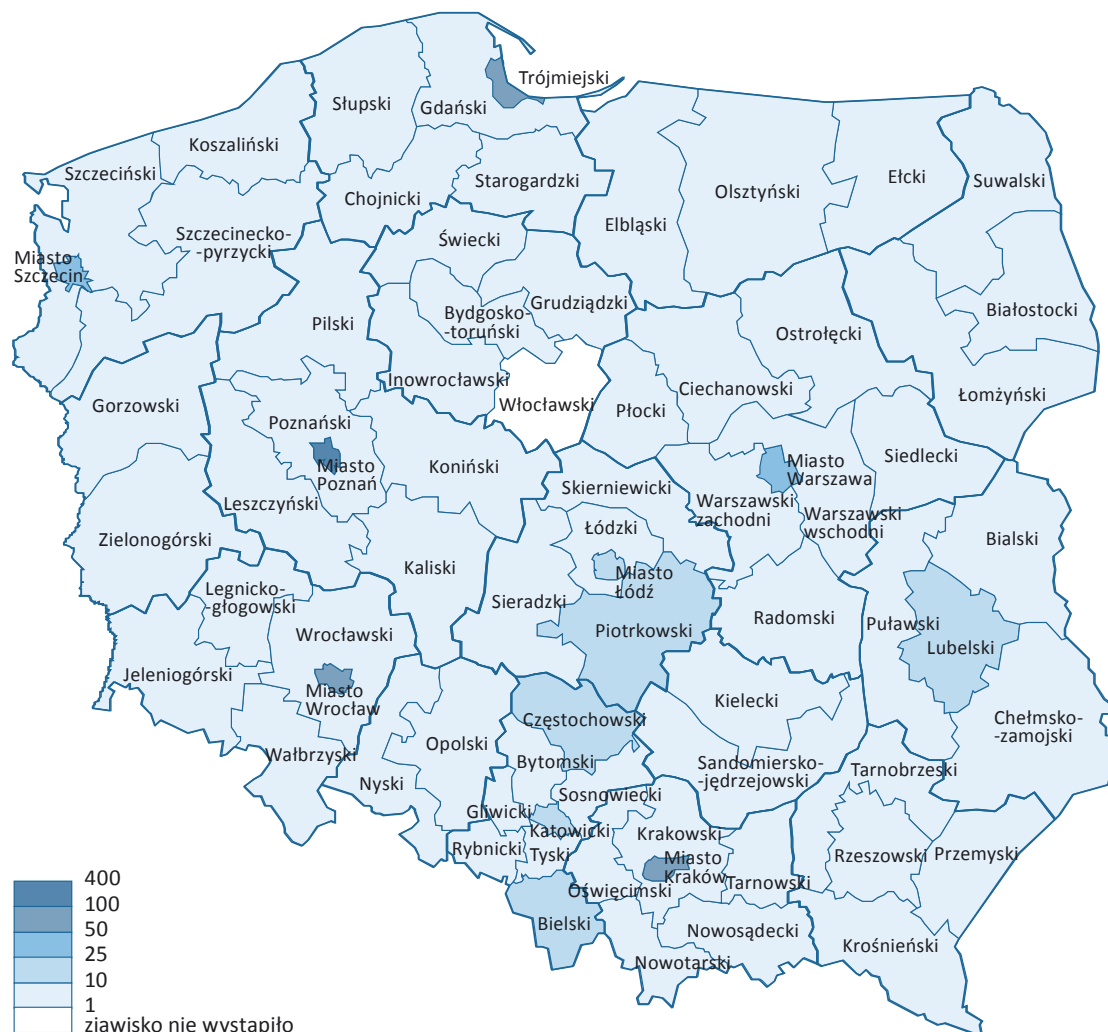 Trójmiejski
Słupski
Gdański
Koszaliński
Szczeciński
Starogardzki
Chojnicki
Olsztyński
Ełcki
Suwalski
Elbląski
Szczecinecko-
-pyrzycki
Świecki
Miasto
Szczecin
Grudziądzki
Bydgosko-
-toruński
Białostocki
Pilski
Ostrołęcki
Inowrocławski
Ciechanowski
Łomżyński
Włocławski
Płocki
Gorzowski
Poznański
Miasto
Poznań
Koniński
Miasto
Warszawa
Siedlecki
Skierniewicki
Leszczyński
Warszawski
zachodni
Warszawski
wschodni
Łódzki
Zielonogórski
Bialski
Kaliski
Miasto
Łódź
Legnicko-
-głogowski
Sieradzki
Radomski
Puławski
Piotrkowski
Wrocławski
Lubelski
Jeleniogórski
Miasto
Wrocław
Kielecki
Częstochowski
Chełmsko-
-zamojski
Opolski
Wałbrzyski
Bytomski
Sandomiersko-
-jędrzejowski
Tarnobrzeski
Nyski
Sosnowiecki
Gliwicki
Katowicki
Krakowski
Rybnicki
Tyski
Miasto
Kraków
Rzeszowski
Przemyski
Oświęcimski
Tarnowski
Bielski
Nowosądecki
Krośnieński
Nowotarski
400
100
50
25
10
1
zjawisko nie wystąpiło